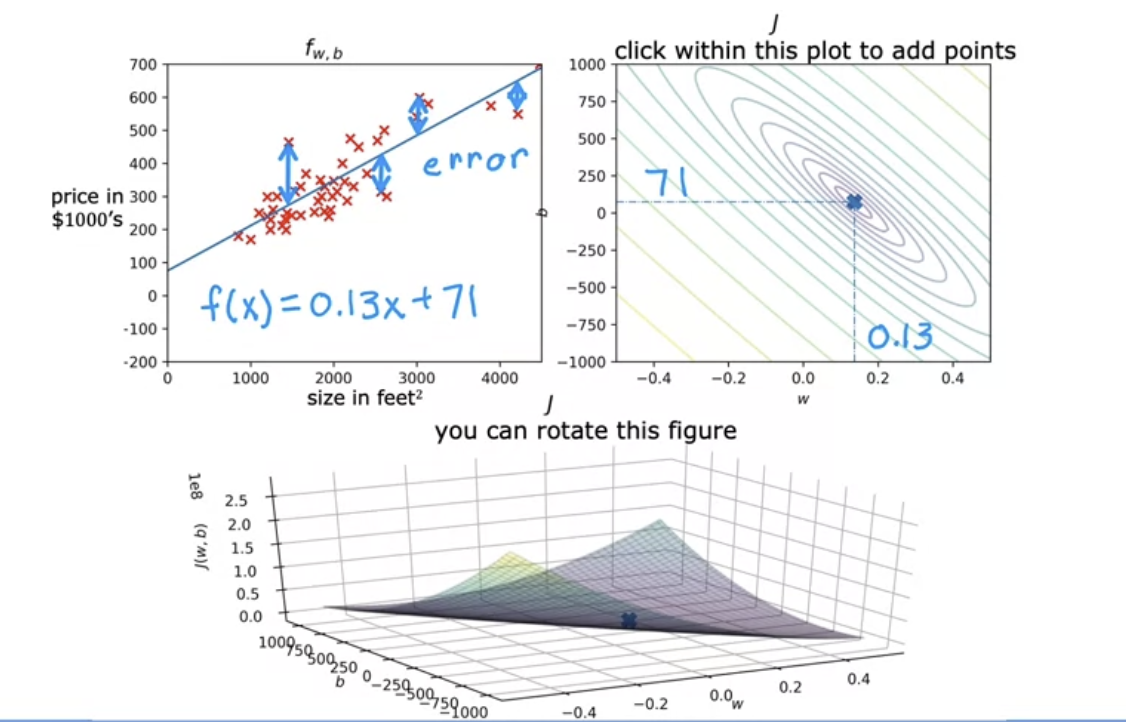 f_{w,b}
700
600
500
400
300
200
100
0
-100
-200
price in
$1000's
0 1000 2000 3000 4000
size in feet²
error
f(x)=0.13x+71
J
click within this plot to add points
1000
750
500
250
0
−250
−500
−750
−1000
b
71
0.13
−0.4 −0.2 0.0 0.2 0.4
w
J
you can rotate this figure
1e8
J(w, b)
2.5
2.0
1.5
1.0
0.5
0.0
1000
750
500
250
0
−250
−500
−750
−1000
b
−0.4 −0.2 0.0 0.2 0.4
w